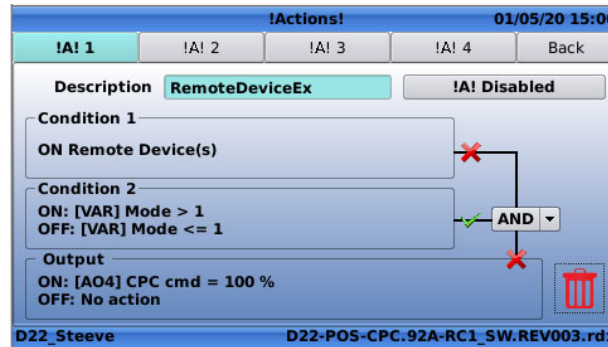 !Actions!
01/05/20 15:00
!A! 1
!A! 2
!A! 3
!A! 4
Back
Description
RemoteDeviceEx
!A! Disabled
Condition 1
ON Remote Device(s)
Condition 2
ON: [VAR] Mode > 1
OFF: [VAR] Mode <= 1
AND
Output
ON: [AO4] CPC cmd = 100 %
OFF: No action
D22_Steeve
D22-POS-CPC.92A-RC1_SW.REV003.rd1